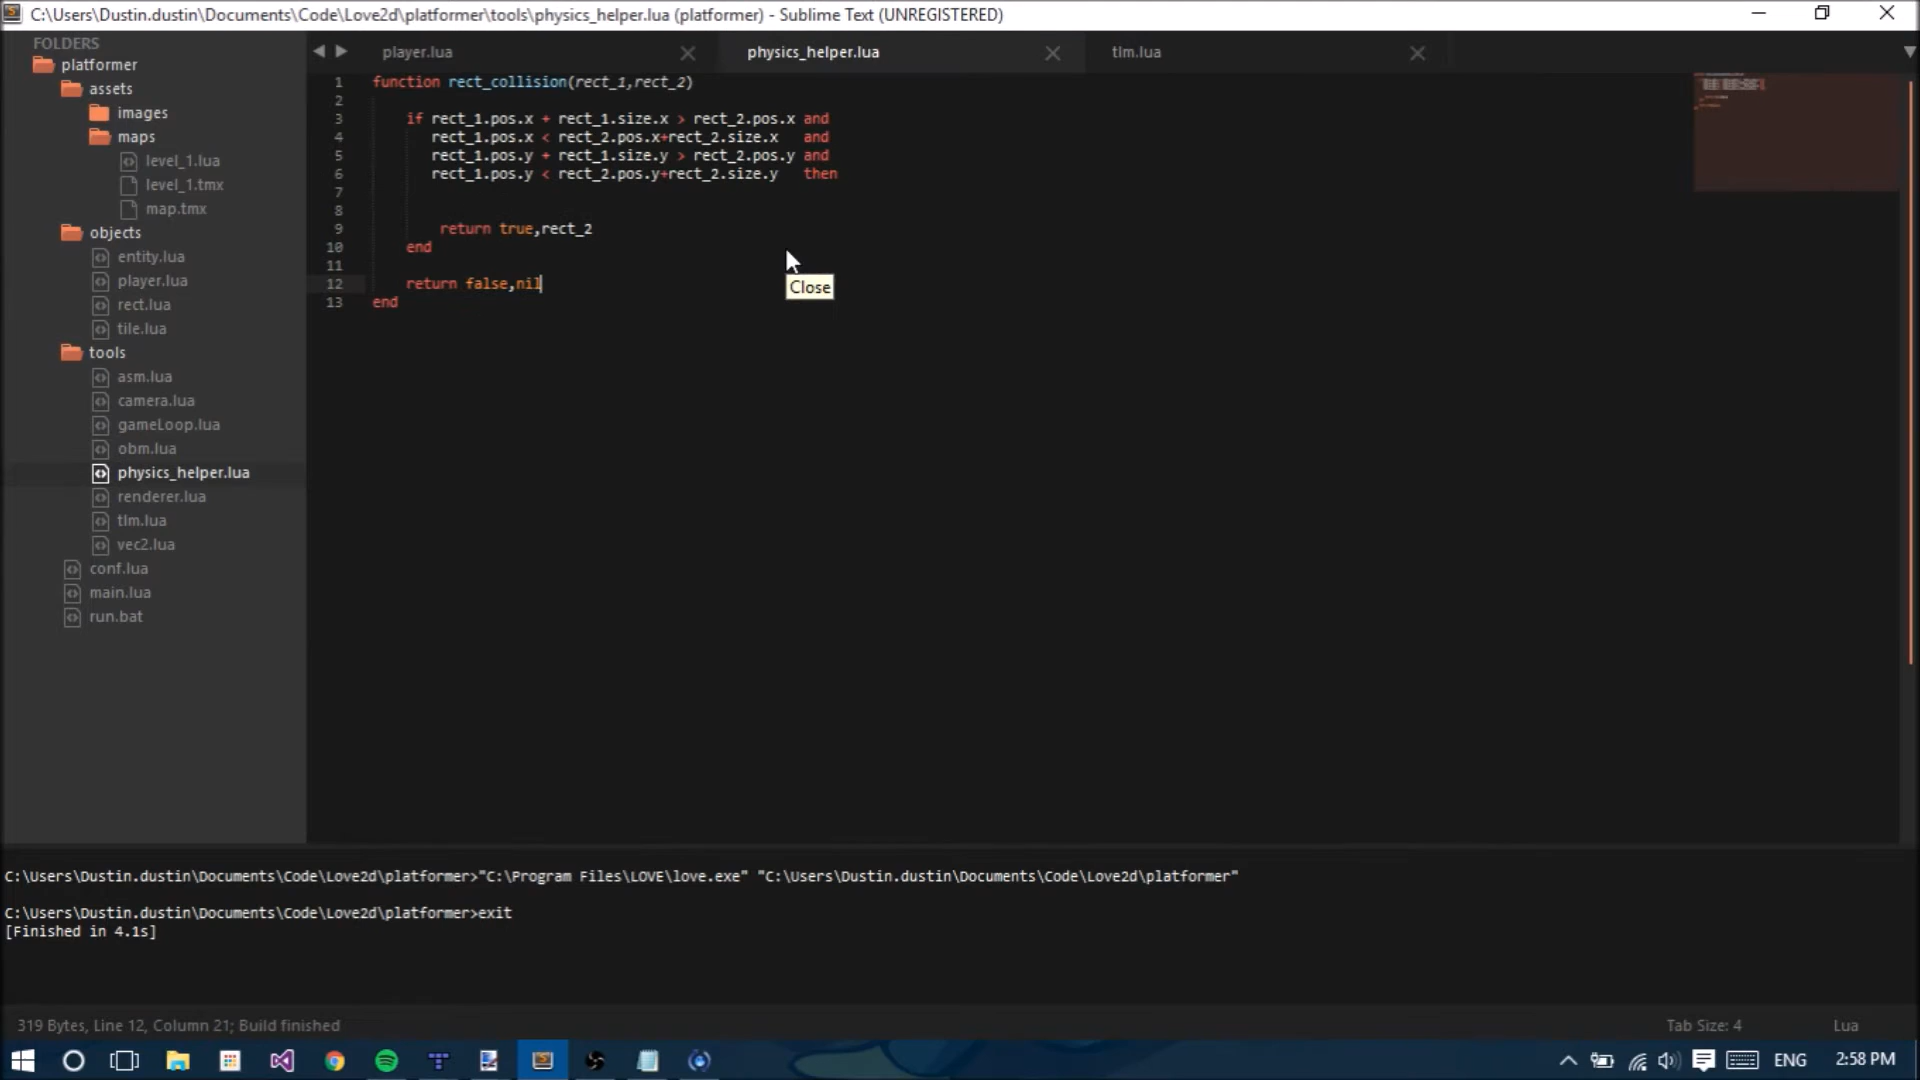 C:\Users\Dustin.dustin\Documents\Code\Love2d\platformer\tools\physics_helper.lua (platformer) - Sublime Text (UNREGISTERED)
FOLDERS
platformer
assets
images
maps
level_1.lua
level_1.tmx
map.tmx
objects
entity.lua
player.lua
rect.lua
tile.lua
tools
asm.lua
camera.lua
gameLoop.lua
obm.lua
physics_helper.lua
renderer.lua
tlm.lua
vec2.lua
conf.lua
main.lua
run.bat
player.lua physics_helper.lua tlm.lua
1 function rect_collision(rect_1,rect_2)
2
3 if rect_1.pos.x + rect_1.size.x > rect_2.pos.x and
4 rect_1.pos.x < rect_2.pos.x+rect_2.size.x and
5 rect_1.pos.y + rect_1.size.y > rect_2.pos.y and
6 rect_1.pos.y < rect_2.pos.y+rect_2.size.y then
7
8
9 return true,rect_2
10 end
11
12 return false,nil
13 end
Close
C:\Users\Dustin.dustin\Documents\Code\Love2d\platformer>"C:\Program Files\LOVE\love.exe" "C:\Users\Dustin.dustin\Documents\Code\Love2d\platformer"
C:\Users\Dustin.dustin\Documents\Code\Love2d\platformer>exit
[Finished in 4.1s]
319 Bytes, Line 12, Column 21; Build finished Tab Size: 4 Lua
ENG 2:58 PM